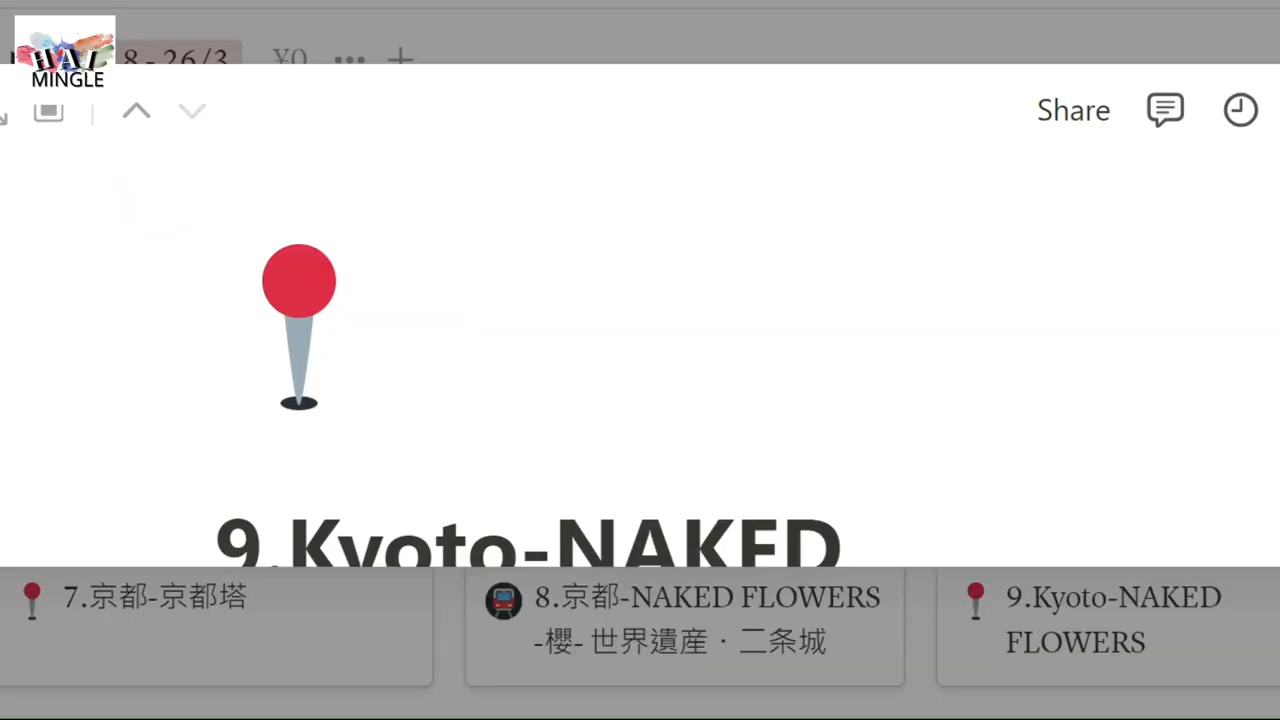 HAI
MINGLE
8 - 26/3
¥0
Share
9.Kyoto-NAKED
7.京都-京都塔
8.京都-NAKED FLOWERS
-櫻- 世界遺産・二条城
9.Kyoto-NAKED
FLOWERS